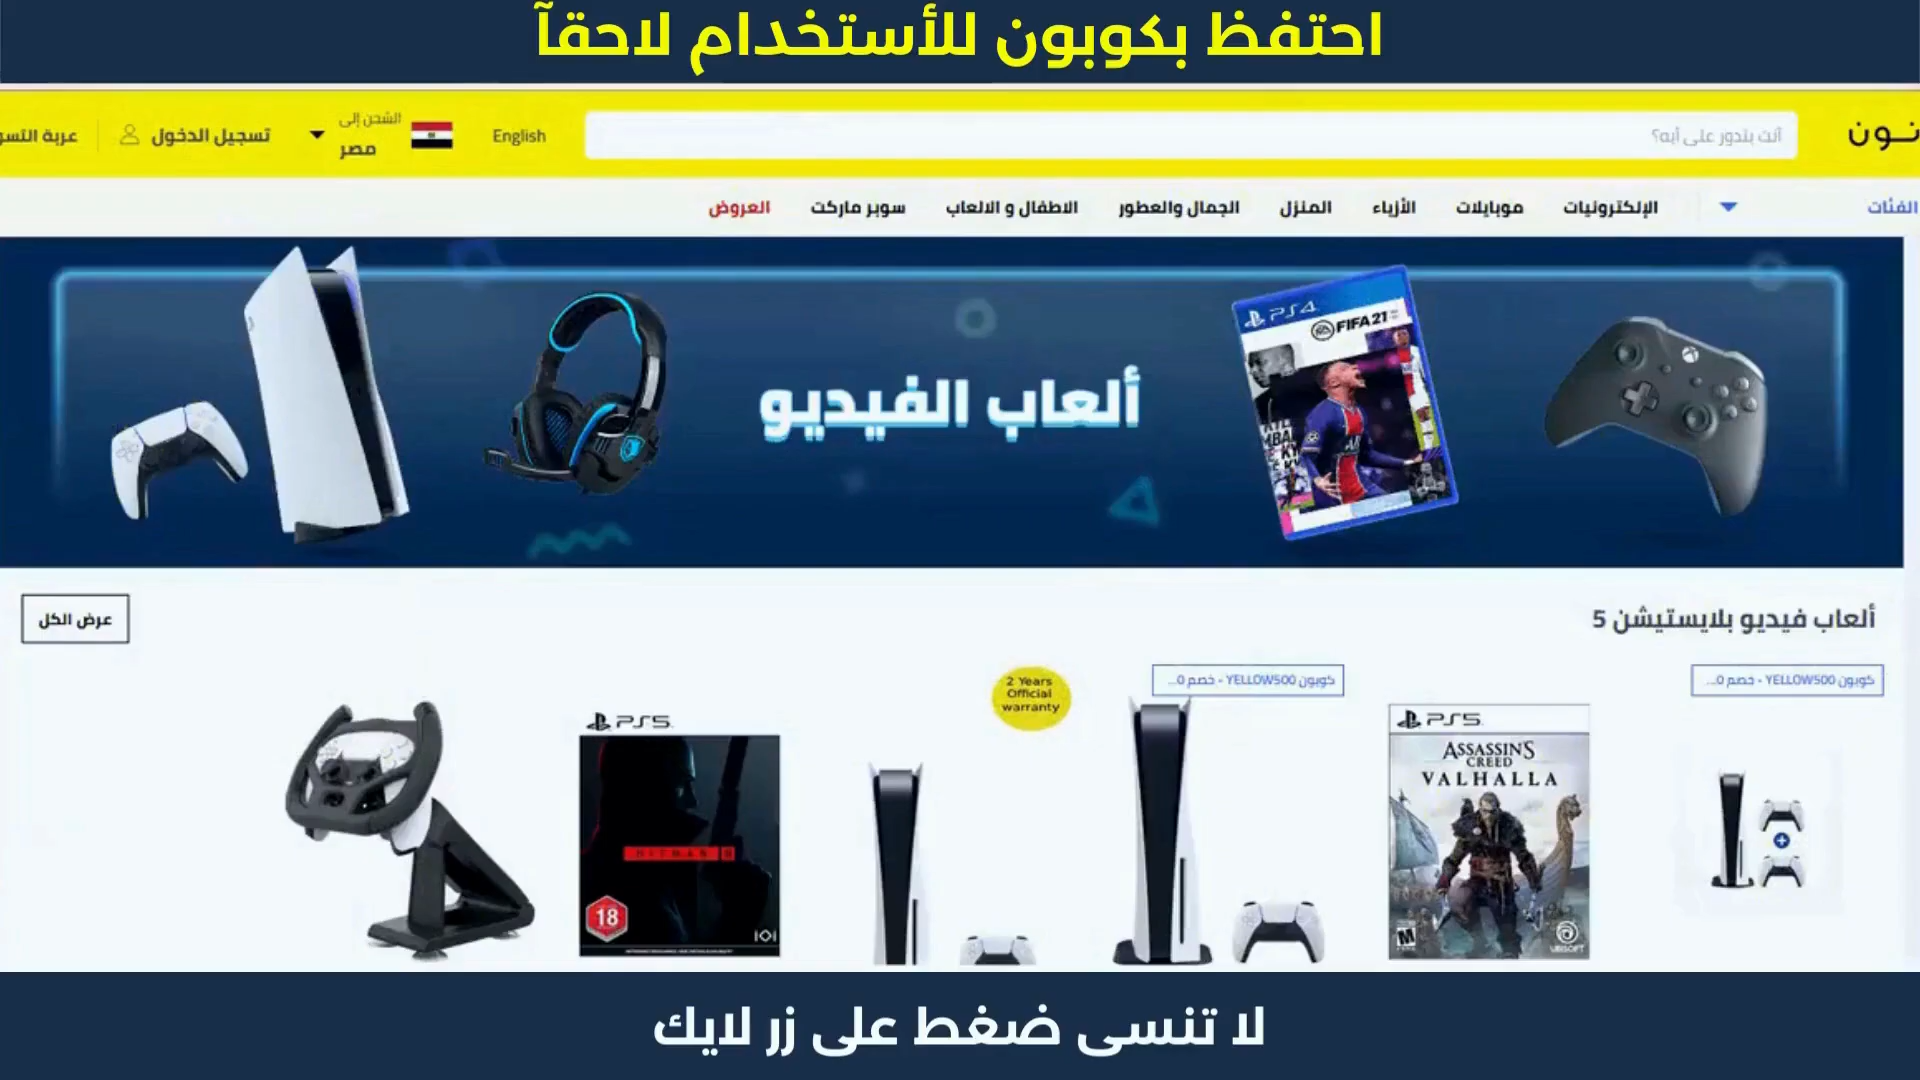 احتفظ بكوبون للأستخدام لاحقآ
نون
أنت بتدور على أيه؟
English
الشحن إلى
مصر
تسجيل الدخول
عربة التسو
الفئات
الإلكترونيات
موبايلات
الأزياء
المنزل
الجمال والعطور
الاطفال و الالعاب
سوبر ماركت
العروض
PS4
FIFA 21
ألعاب الفيديو
ألعاب فيديو بلايستيشن 5
عرض الكل
كوبون YELLOW500 - خصم 0...
كوبون YELLOW500 - خصم 0...
2 Years
Official
warranty
PS5
ASSASSIN'S
CREED
VALHALLA
M
UBISOFT
PS5
HITMAN
18
IOI
لا تنسى ضغط على زر لايك